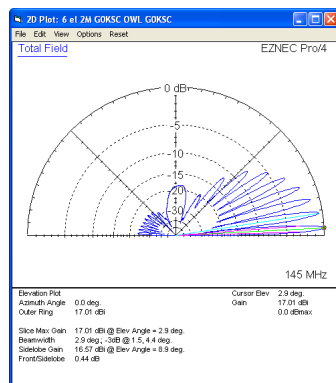 2D Plot: 6 el 2M G0KSC OWL G0KSC
File Edit View Options Reset
Total Field
EZNEC Pro/4
0 dB
-5
-10
-15
-20
-30
145 MHz
Elevation Plot
Azimuth Angle 0.0 deg.
Outer Ring 17.01 dBi
Cursor Elev 2.9 deg.
Gain 17.01 dBi
0.0 dBmax
Slice Max Gain 17.01 dBi @ Elev Angle = 2.9 deg.
Beamwidth 2.9 deg.; -3dB @ 1.5, 4.4 deg.
Sidelobe Gain 16.57 dBi @ Elev Angle = 8.9 deg.
Front/Sidelobe 0.44 dB